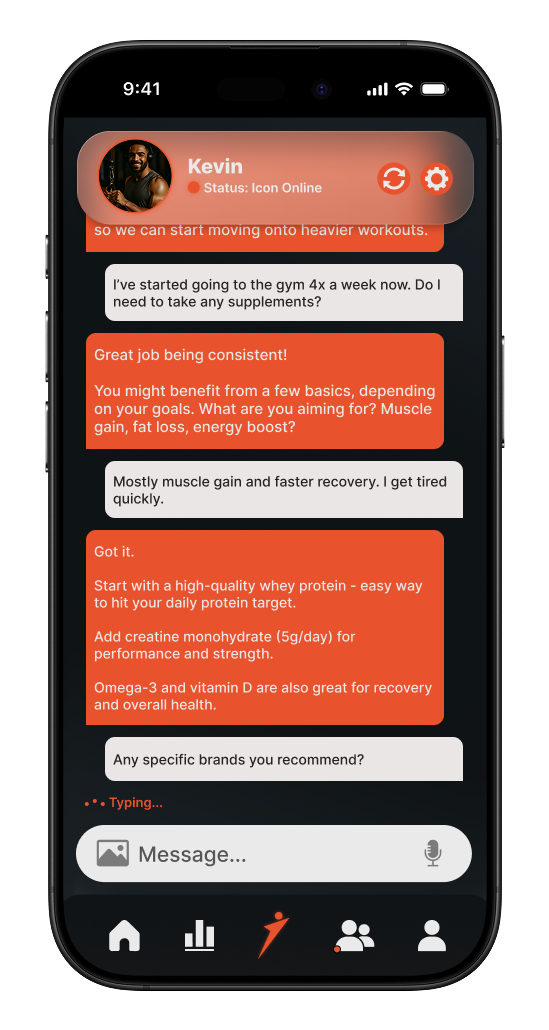 9:41
Kevin
Status: Icon Online
so we can start moving onto heavier workouts.
I’ve started going to the gym 4x a week now. Do I
need to take any supplements?
Great job being consistent!
You might benefit from a few basics, depending
on your goals. What are you aiming for? Muscle
gain, fat loss, energy boost?
Mostly muscle gain and faster recovery. I get tired
quickly.
Got it.
Start with a high-quality whey protein - easy way
to hit your daily protein target.
Add creatine monohydrate (5g/day) for
performance and strength.
Omega-3 and vitamin D are also great for recovery
and overall health.
Any specific brands you recommend?
Typing...
Message...